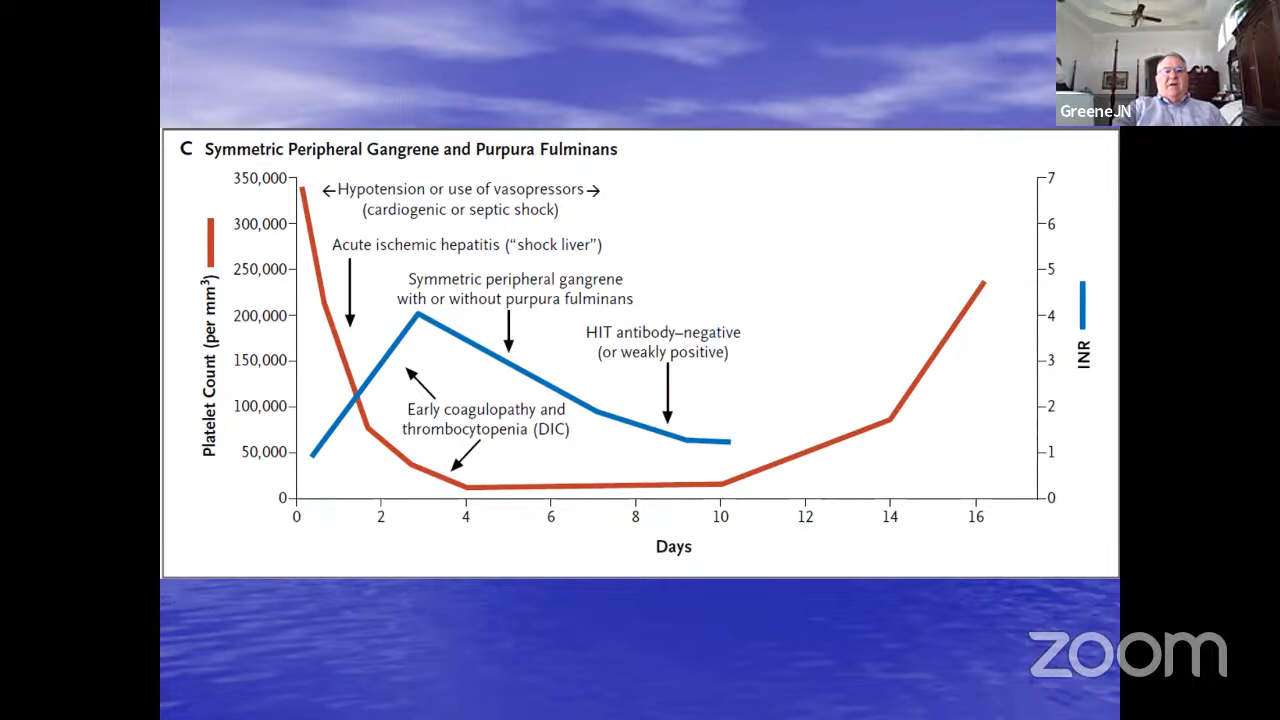 GreeneJN
C Symmetric Peripheral Gangrene and Purpura Fulminans
←Hypotension or use of vasopressors→
(cardiogenic or septic shock)
Acute ischemic hepatitis (“shock liver”)
Symmetric peripheral gangrene
with or without purpura fulminans
HIT antibody–negative
(or weakly positive)
Early coagulopathy and
thrombocytopenia (DIC)
Platelet Count (per mm³)
350,000
300,000
250,000
200,000
150,000
100,000
50,000
0
7
6
5
4
3
2
1
0
INR
0 2 4 6 8 10 12 14 16
Days
zoom